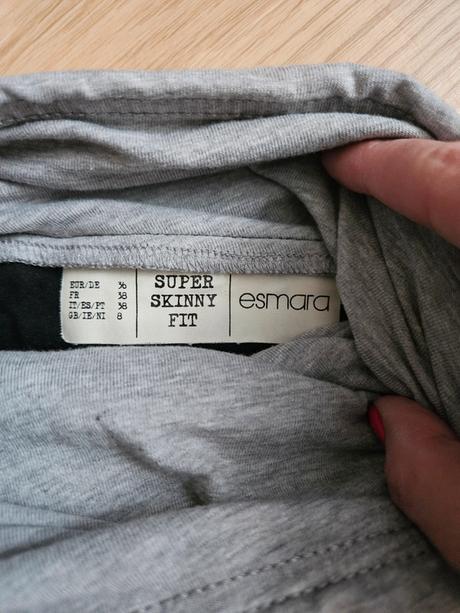 EUR/DE 36
FR 38
IT/ES/PT 38
GB/IE/NI 8
SUPER
SKINNY
FIT
esmara